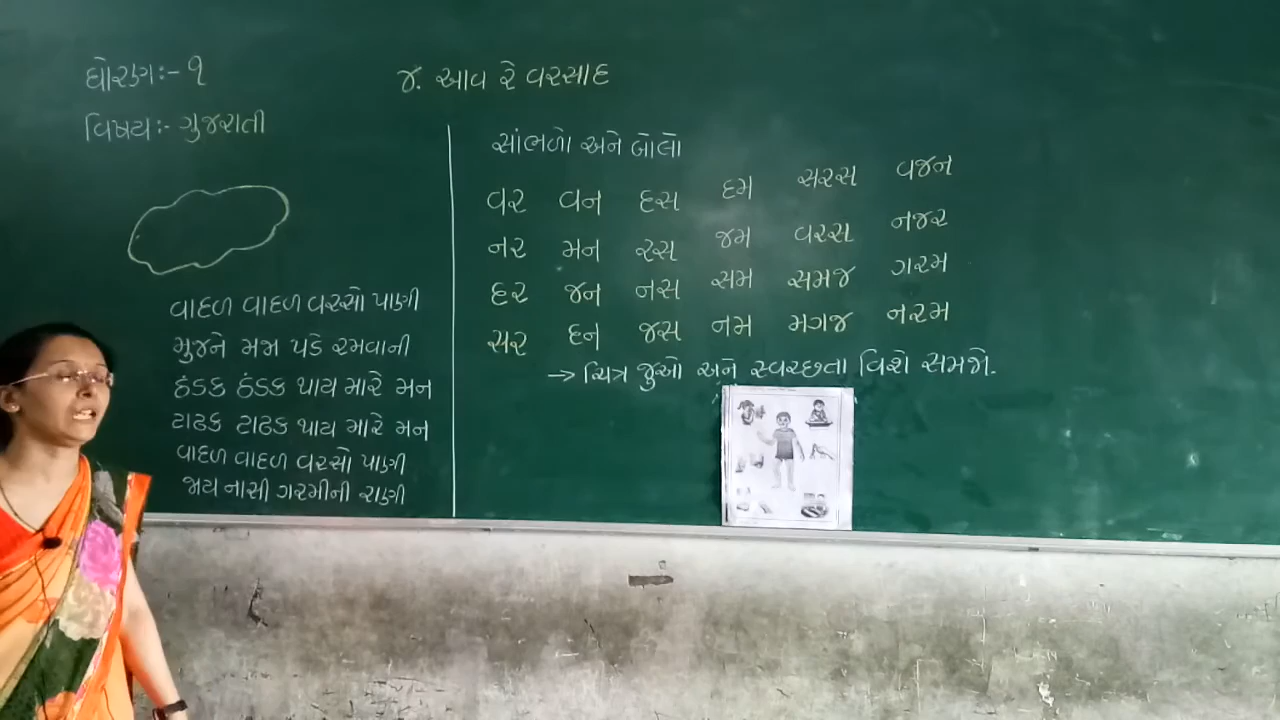 ધોરણઃ- ૧
૪. આવ રે વરસાદ
વિષયઃ- ગુજરાતી
વાદળ વાદળ વરસો પાણી
મુજને મજા પડે રમવાની
ઠંડક ઠંડક થાય મારે મન
ટાઢક ટાઢક થાય મારે મન
વાદળ વાદળ વરસો પાણી
જાય નાસી ગરમીની રાણી
સાંભળો અને બોલો
વર વન હસ હમ સરસ વજન
નર મન રસ જમ વરસ નજર
હર જન નસ સમ સમજ ગરમ
સર હન જસ નમ મગજ નરમ
→ ચિત્ર જુઓ અને સ્વચ્છતા વિશે સમજો.